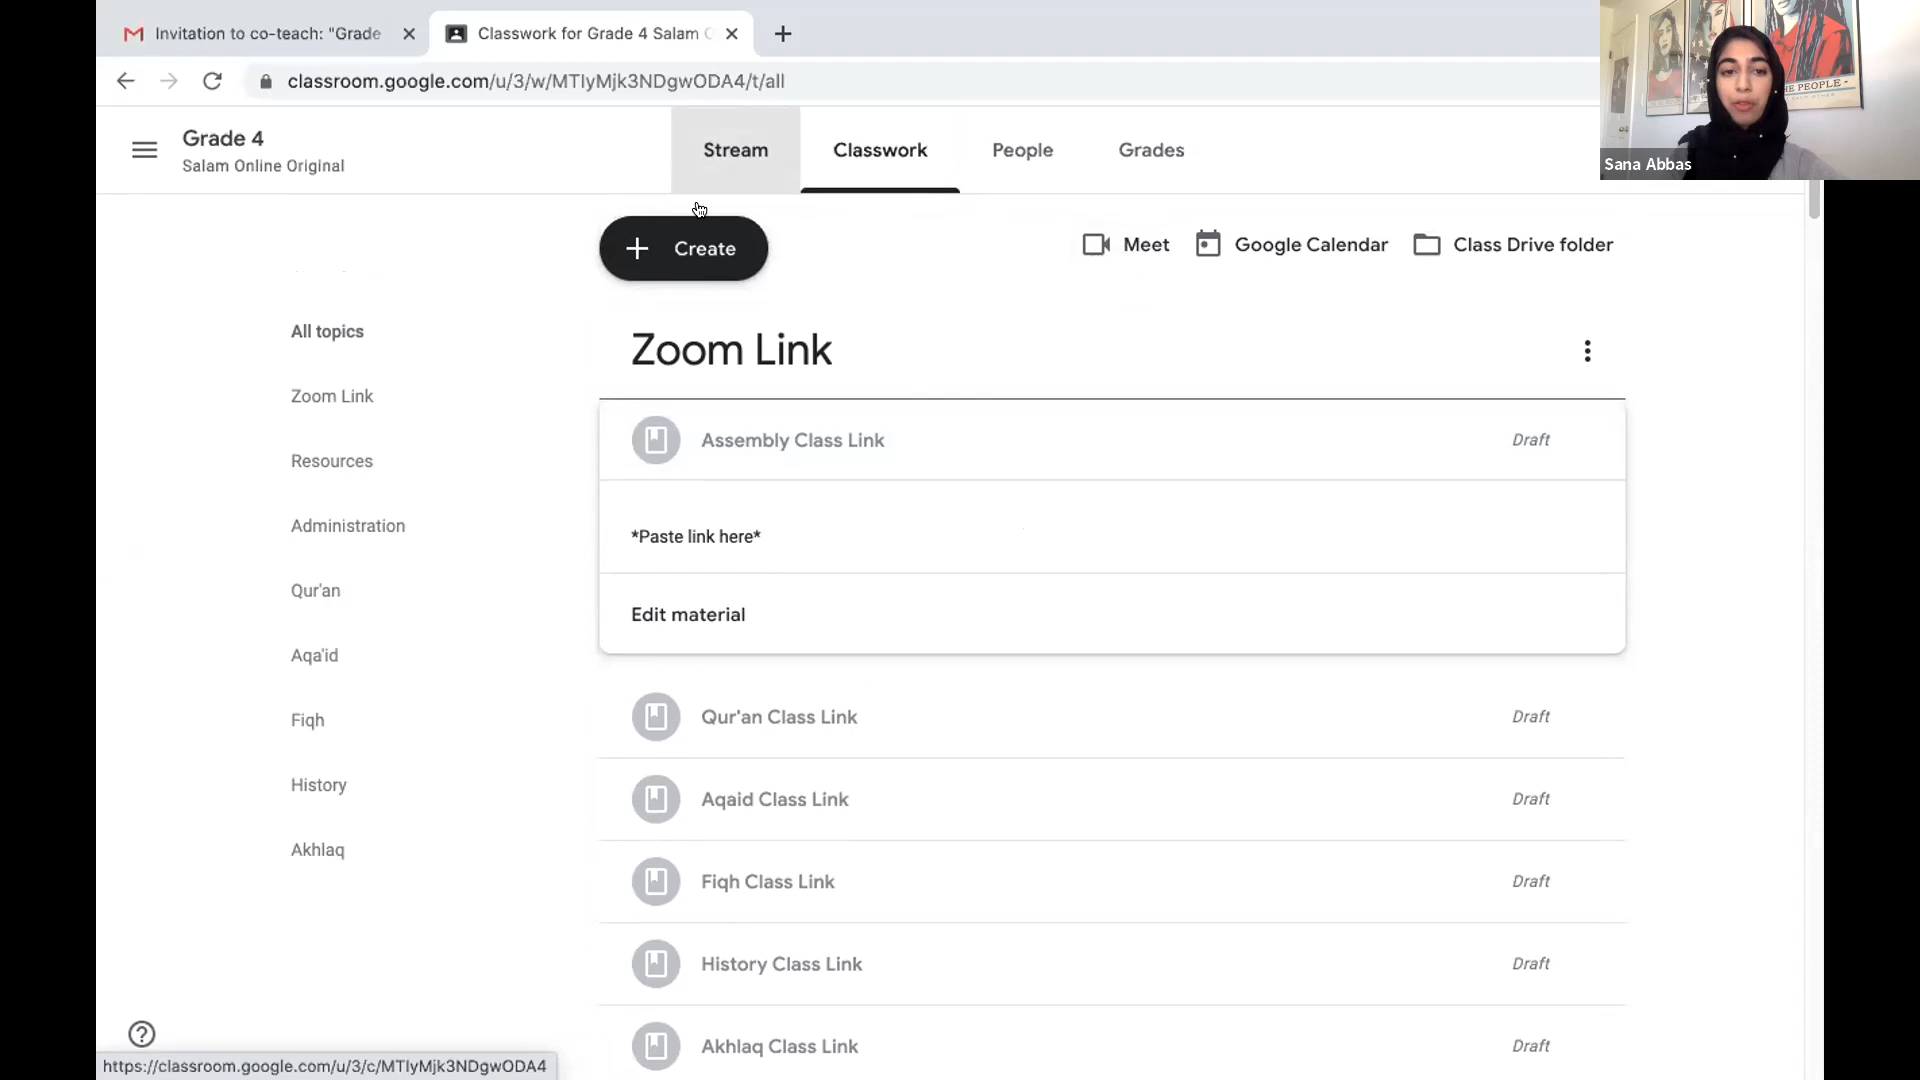 Invitation to co-teach: "Grade
Classwork for Grade 4 Salam
classroom.google.com/u/3/w/MTIyMjk3NDgwODA4/t/all
Grade 4
Salam Online Original
Stream
Classwork
People
Grades
Create
Meet
Google Calendar
Class Drive folder
All topics
Zoom Link
Resources
Administration
Qur'an
Aqa'id
Fiqh
History
Akhlaq
Zoom Link
Assembly Class Link
Draft
*Paste link here*
Edit material
Qur'an Class Link
Draft
Aqaid Class Link
Draft
Fiqh Class Link
Draft
History Class Link
Draft
Akhlaq Class Link
Draft
https://classroom.google.com/u/3/c/MTIyMjk3NDgwODA4
HE PEOPLE -
Sana Abbas